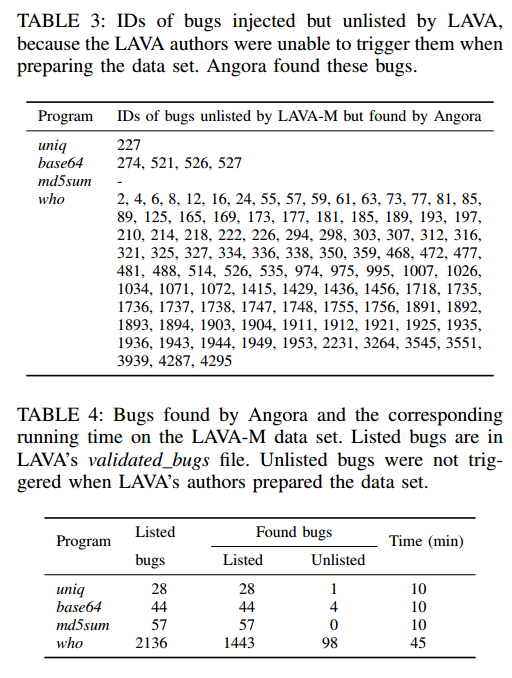 TABLE 3: IDs of bugs injected but unlisted by LAVA,
because the LAVA authors were unable to trigger them when
preparing the data set. Angora found these bugs.
Program IDs of bugs unlisted by LAVA-M but found by Angora
uniq 227
base64 274, 521, 526, 527
md5sum -
who 2, 4, 6, 8, 12, 16, 24, 55, 57, 59, 61, 63, 73, 77, 81, 85,
89, 125, 165, 169, 173, 177, 181, 185, 189, 193, 197,
210, 214, 218, 222, 226, 294, 298, 303, 307, 312, 316,
321, 325, 327, 334, 336, 338, 350, 359, 468, 472, 477,
481, 488, 514, 526, 535, 974, 975, 995, 1007, 1026,
1034, 1071, 1072, 1415, 1429, 1436, 1456, 1718, 1735,
1736, 1737, 1738, 1747, 1748, 1755, 1756, 1891, 1892,
1893, 1894, 1903, 1904, 1911, 1912, 1921, 1925, 1935,
1936, 1943, 1944, 1949, 1953, 2231, 3264, 3545, 3551,
3939, 4287, 4295
TABLE 4: Bugs found by Angora and the corresponding
running time on the LAVA-M data set. Listed bugs are in
LAVA's validated_bugs file. Unlisted bugs were not trig-
gered when LAVA's authors prepared the data set.
Program Listed bugs Found bugs Time (min)
Listed Unlisted
uniq 28 28 1 10
base64 44 44 4 10
md5sum 57 57 0 10
who 2136 1443 98 45